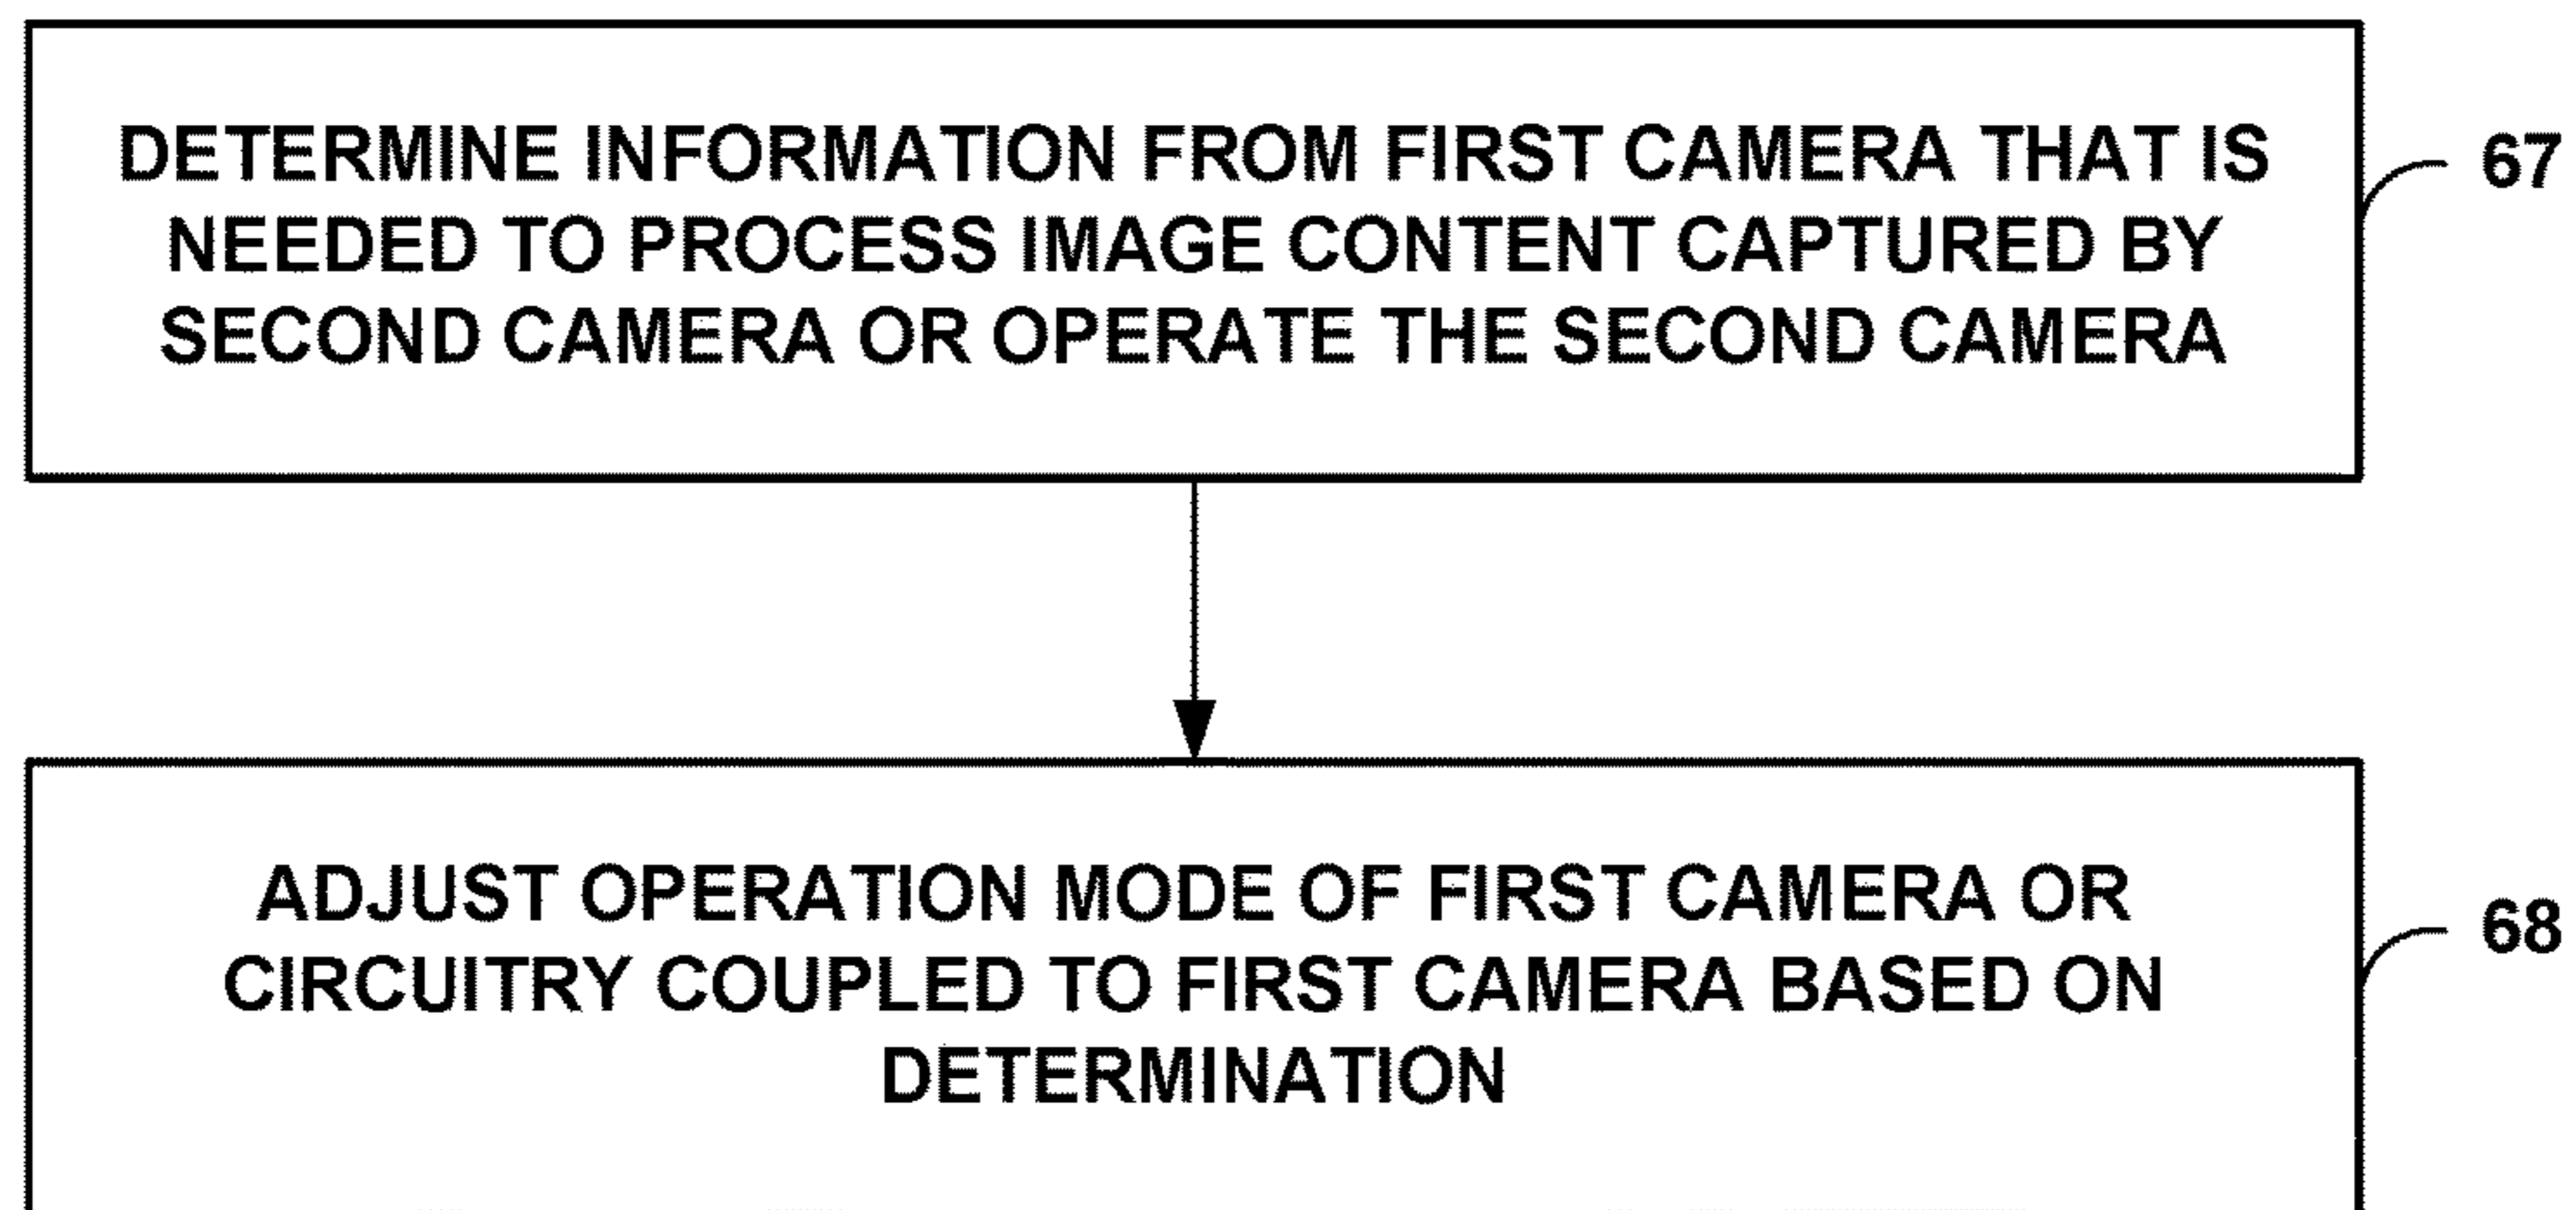 DETERMINE INFORMATION FROM FIRST CAMERA THAT IS
NEEDED TO PROCESS IMAGE CONTENT CAPTURED BY
SECOND CAMERA OR OPERATE THE SECOND CAMERA
67
ADJUST OPERATION MODE OF FIRST CAMERA OR
CIRCUITRY COUPLED TO FIRST CAMERA BASED ON
DETERMINATION
68